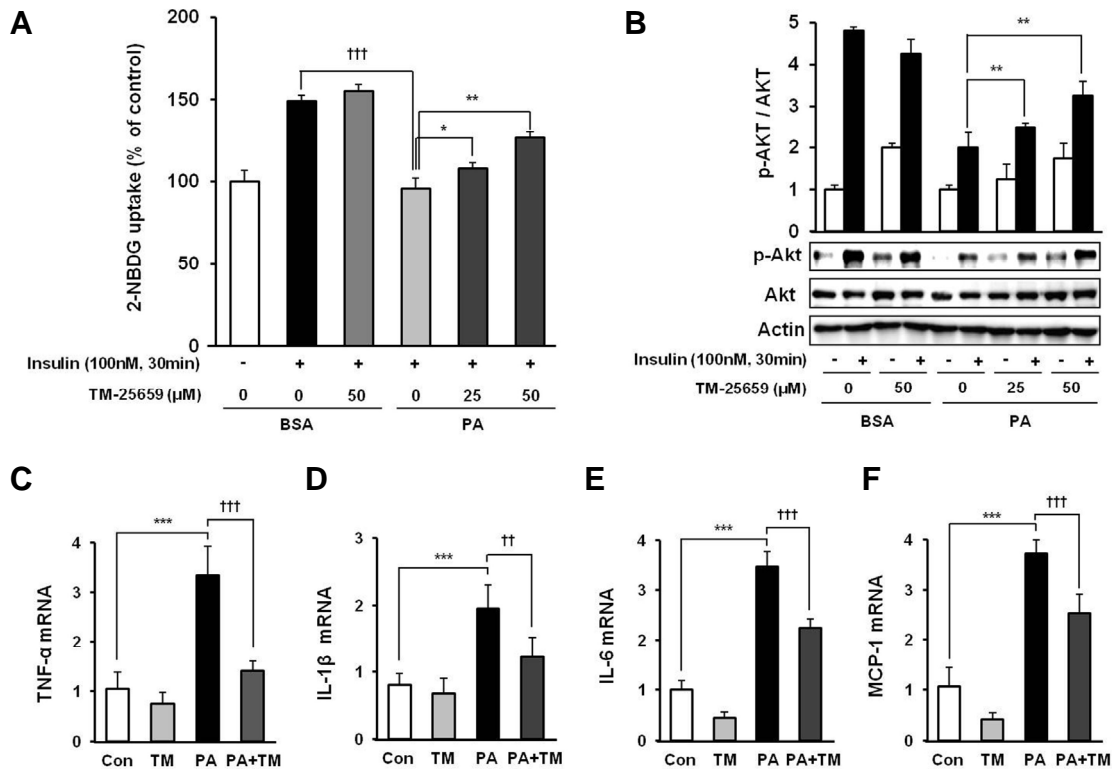 A
2-NBDG uptake (% of control)
200
150
100
50
0
†††
*
**
Insulin (100nM, 30min) - + + + + +
TM-25659 (µM) 0 0 50 0 25 50
BSA PA
B
p-AKT / AKT
5
4
3
2
1
0
**
**
p-Akt
Akt
Actin
Insulin (100nM, 30min) - + - + - + - + - +
TM-25659 (µM) 0 50 0 25 50
BSA PA
C
TNF-α mRNA
4
3
2
1
0
*** †††
Con TM PA PA+TM
D
IL-1β mRNA
3
2
1
0
*** ††
Con TM PA PA+TM
E
IL-6 mRNA
4
3
2
1
0
*** †††
Con TM PA PA+TM
F
MCP-1 mRNA
4
3
2
1
0
*** †††
Con TM PA PA+TM